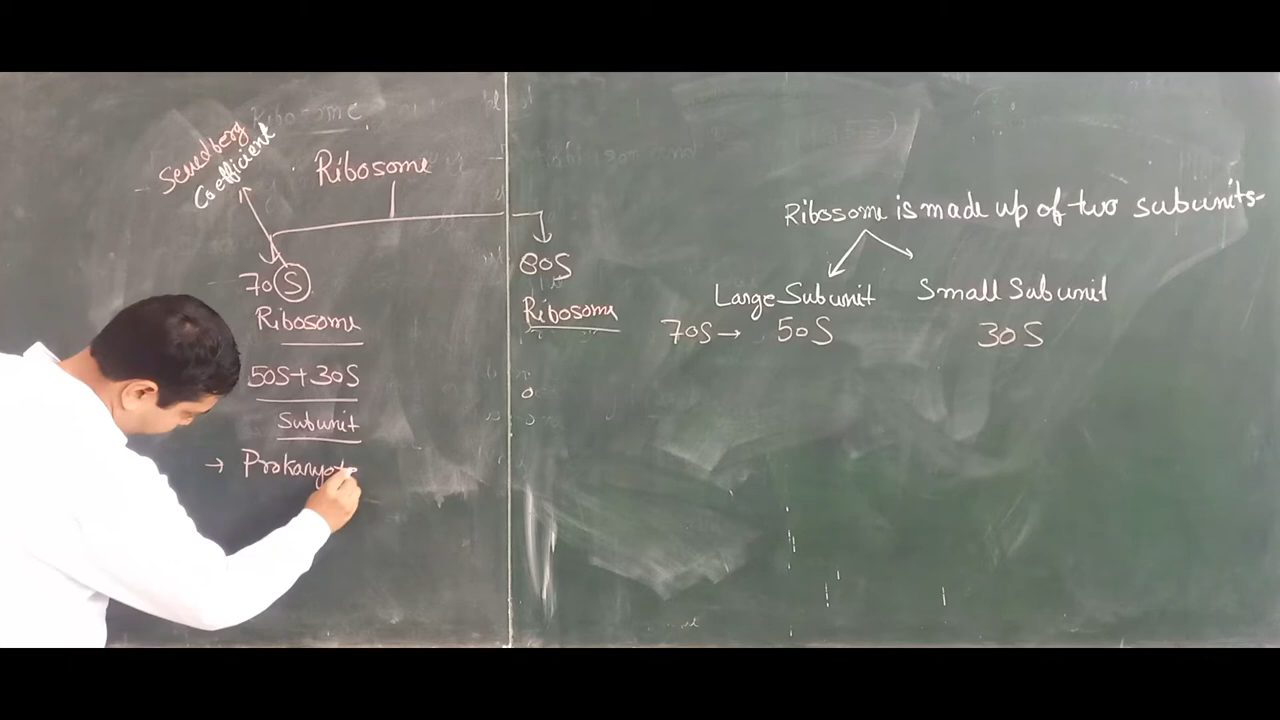 Ribosome
Svedberg
Coefficient
Ribosome
70S
Ribosome
50S+30S
Subunit
→ Prokaryote
80S
Ribosome
Ribosome is made up of two subunits-
Large Subunit Small Subunit
70S→ 50S 30S